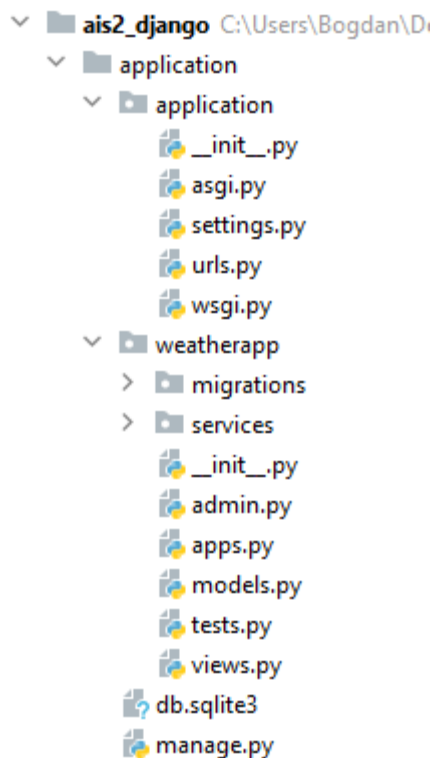 ais2_django C:\Users\Bogdan\De
application
application
__init__.py
asgi.py
settings.py
urls.py
wsgi.py
weatherapp
migrations
services
__init__.py
admin.py
apps.py
models.py
tests.py
views.py
db.sqlite3
manage.py